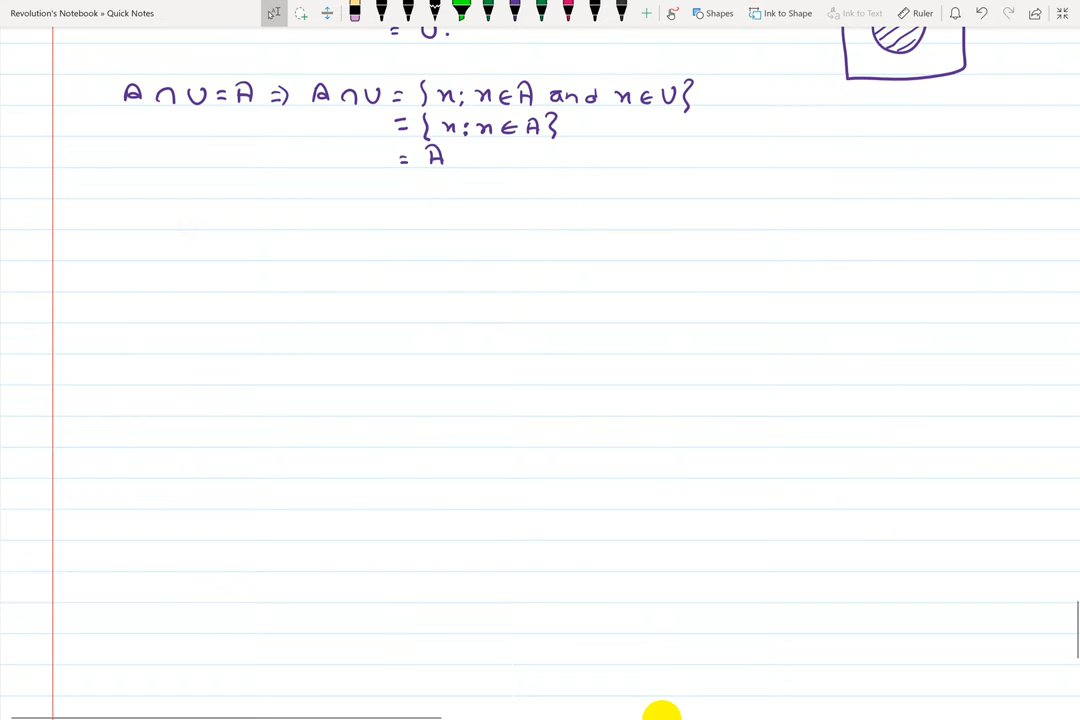 Revolution's Notebook » Quick Notes
Shapes
Ink to Shape
Ink to Text
Ruler
= U.
A ∩ U = A ⇒ A ∩ U = {x; x ∈ A and x ∈ U}
= {x : x ∈ A}
= A